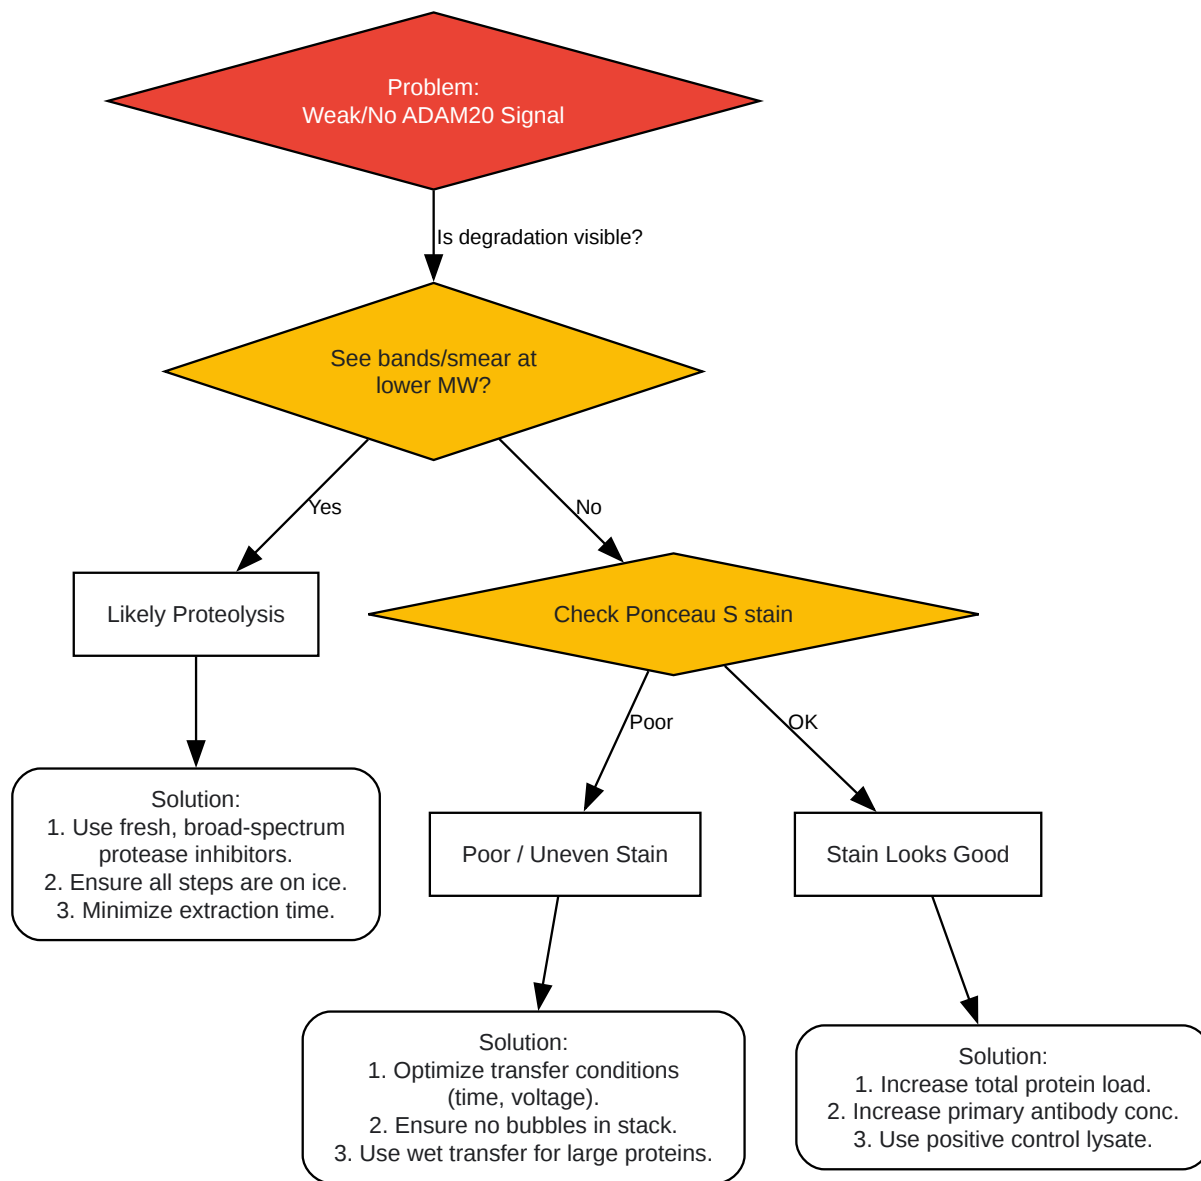 Problem:
Weak/No ADAM20 Signal
Is degradation visible?
See bands/smear at
lower MW?
Yes
No
Likely Proteolysis
Check Ponceau S stain
Poor
OK
Solution:
1. Use fresh, broad-spectrum
protease inhibitors.
2. Ensure all steps are on ice.
3. Minimize extraction time.
Poor / Uneven Stain
Stain Looks Good
Solution:
1. Optimize transfer conditions
(time, voltage).
2. Ensure no bubbles in stack.
3. Use wet transfer for large proteins.
Solution:
1. Increase total protein load.
2. Increase primary antibody conc.
3. Use positive control lysate.